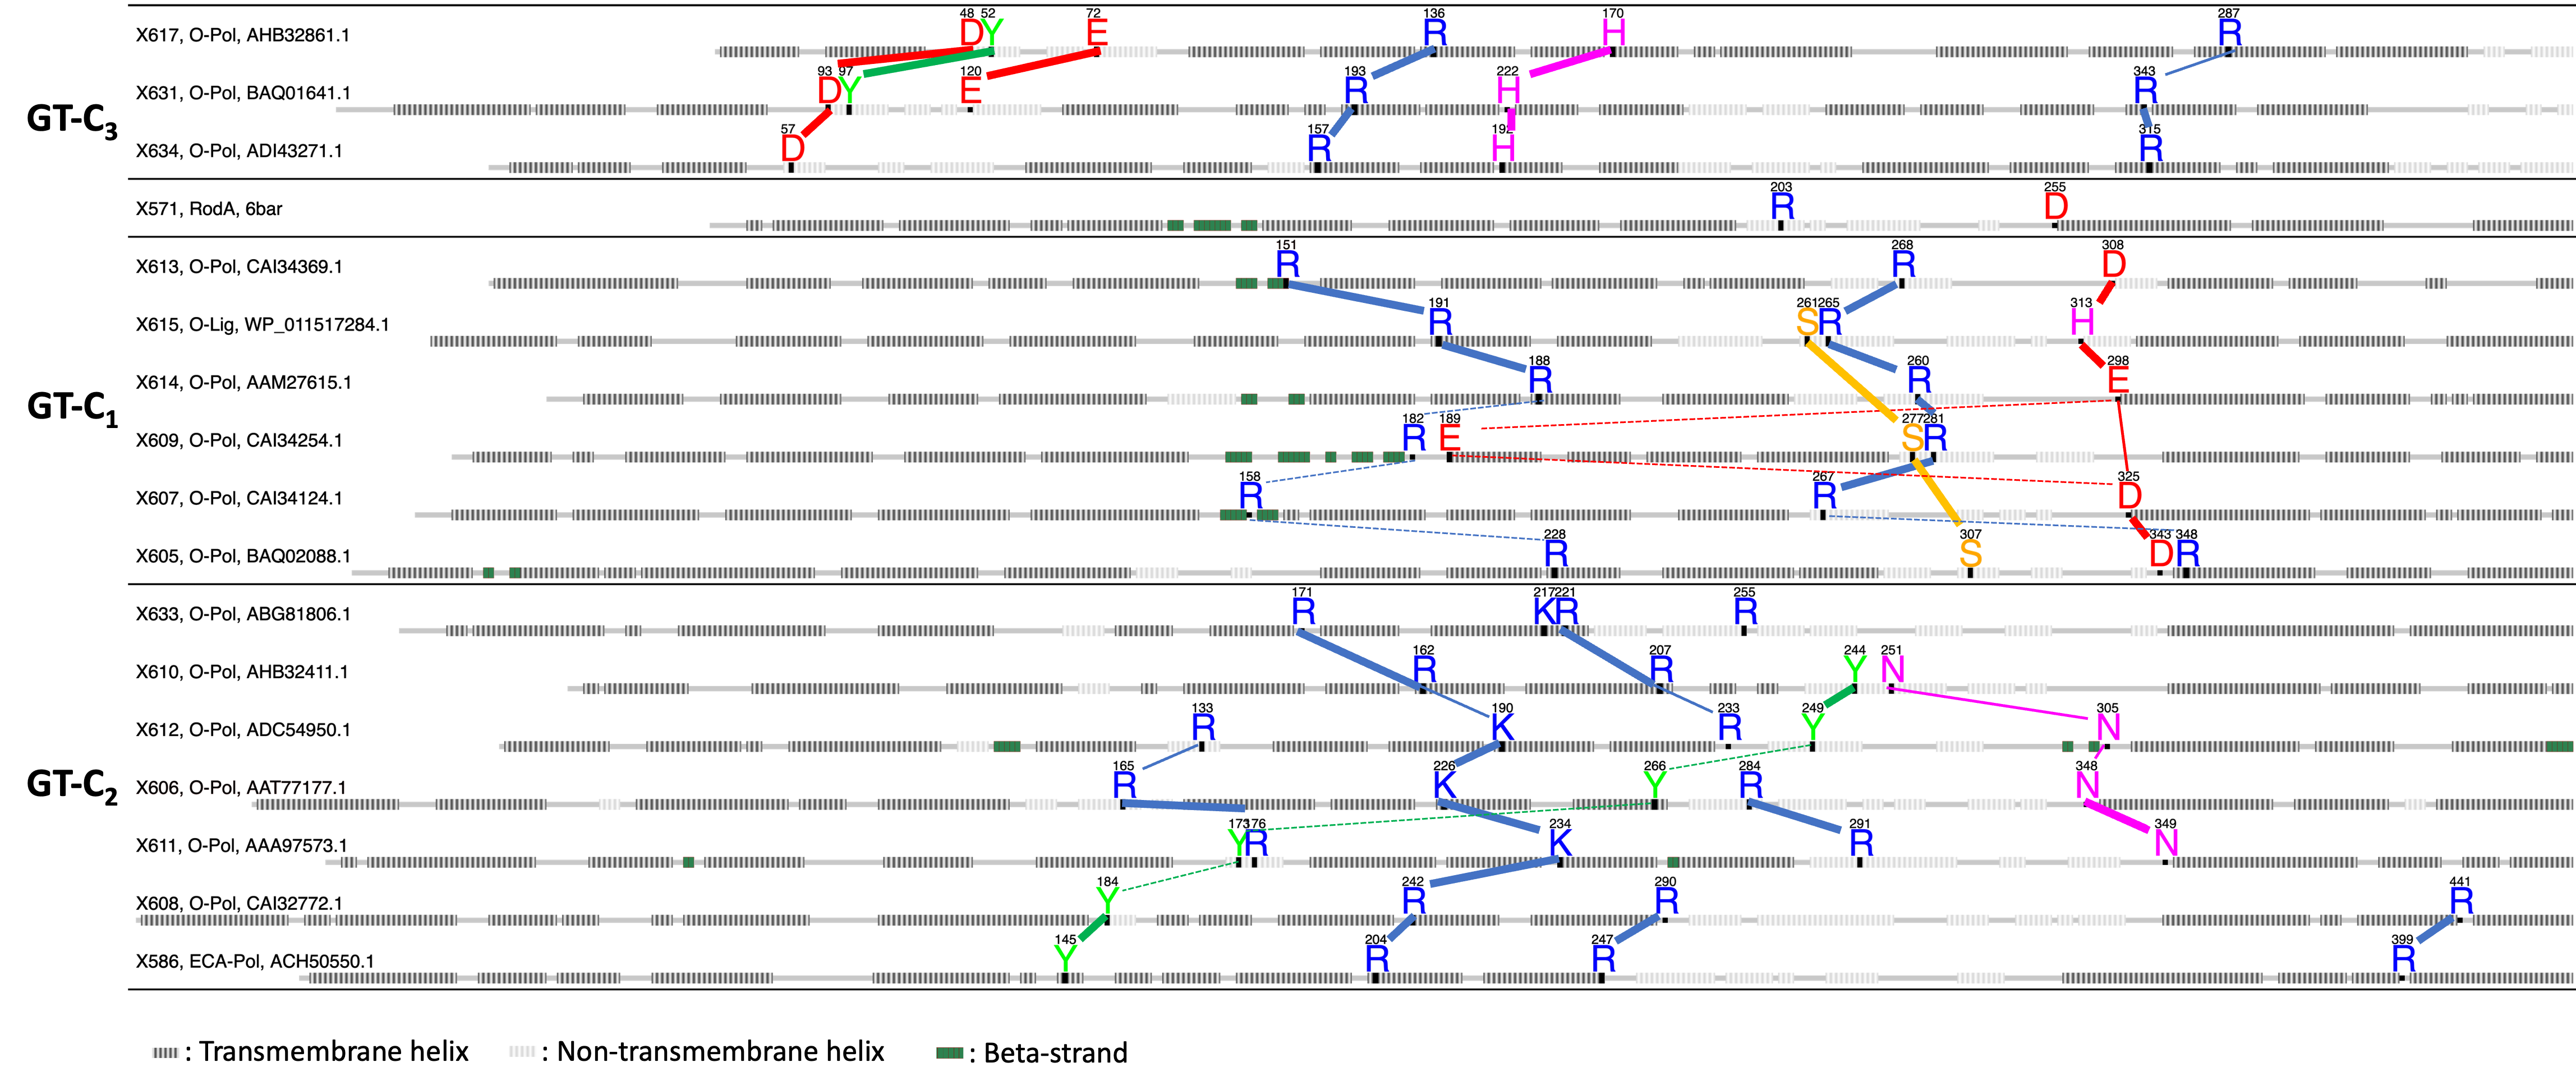 48 52 72 136 170 287
X617, O-Pol, AHB32861.1 D Y E R H R
93 97 120 193 222 343
X631, O-Pol, BAQ01641.1 D Y E R H R
GT-C3
57 157 192 315
X634, O-Pol, ADI43271.1 D R H R
203 255
X571, RodA, 6bar R D
151 268 308
X613, O-Pol, CAI34369.1 R R D
191 261 265 313
X615, O-Lig, WP_011517284.1 R S R H
188 260 298
X614, O-Pol, AAM27615.1 R R E
GT-C1
182 189 277 281
X609, O-Pol, CAI34254.1 R E S R
158 267 325
X607, O-Pol, CAI34124.1 R R D
228 307 343 348
X605, O-Pol, BAQ02088.1 R S D R
171 217 221 255
X633, O-Pol, ABG81806.1 R K R R
162 207 244 251
X610, O-Pol, AHB32411.1 R R Y N
133 190 233 249 305
X612, O-Pol, ADC54950.1 R K R Y N
165 226 266 284 348
GT-C2
X606, O-Pol, AAT77177.1 R K Y R N
173 176 234 291 349
X611, O-Pol, AAA97573.1 Y R K R N
184 242 290 441
X608, O-Pol, CAI32772.1 Y R R R
145 204 247 399
X586, ECA-Pol, ACH50550.1 Y R R R
: Transmembrane helix : Non-transmembrane helix : Beta-strand